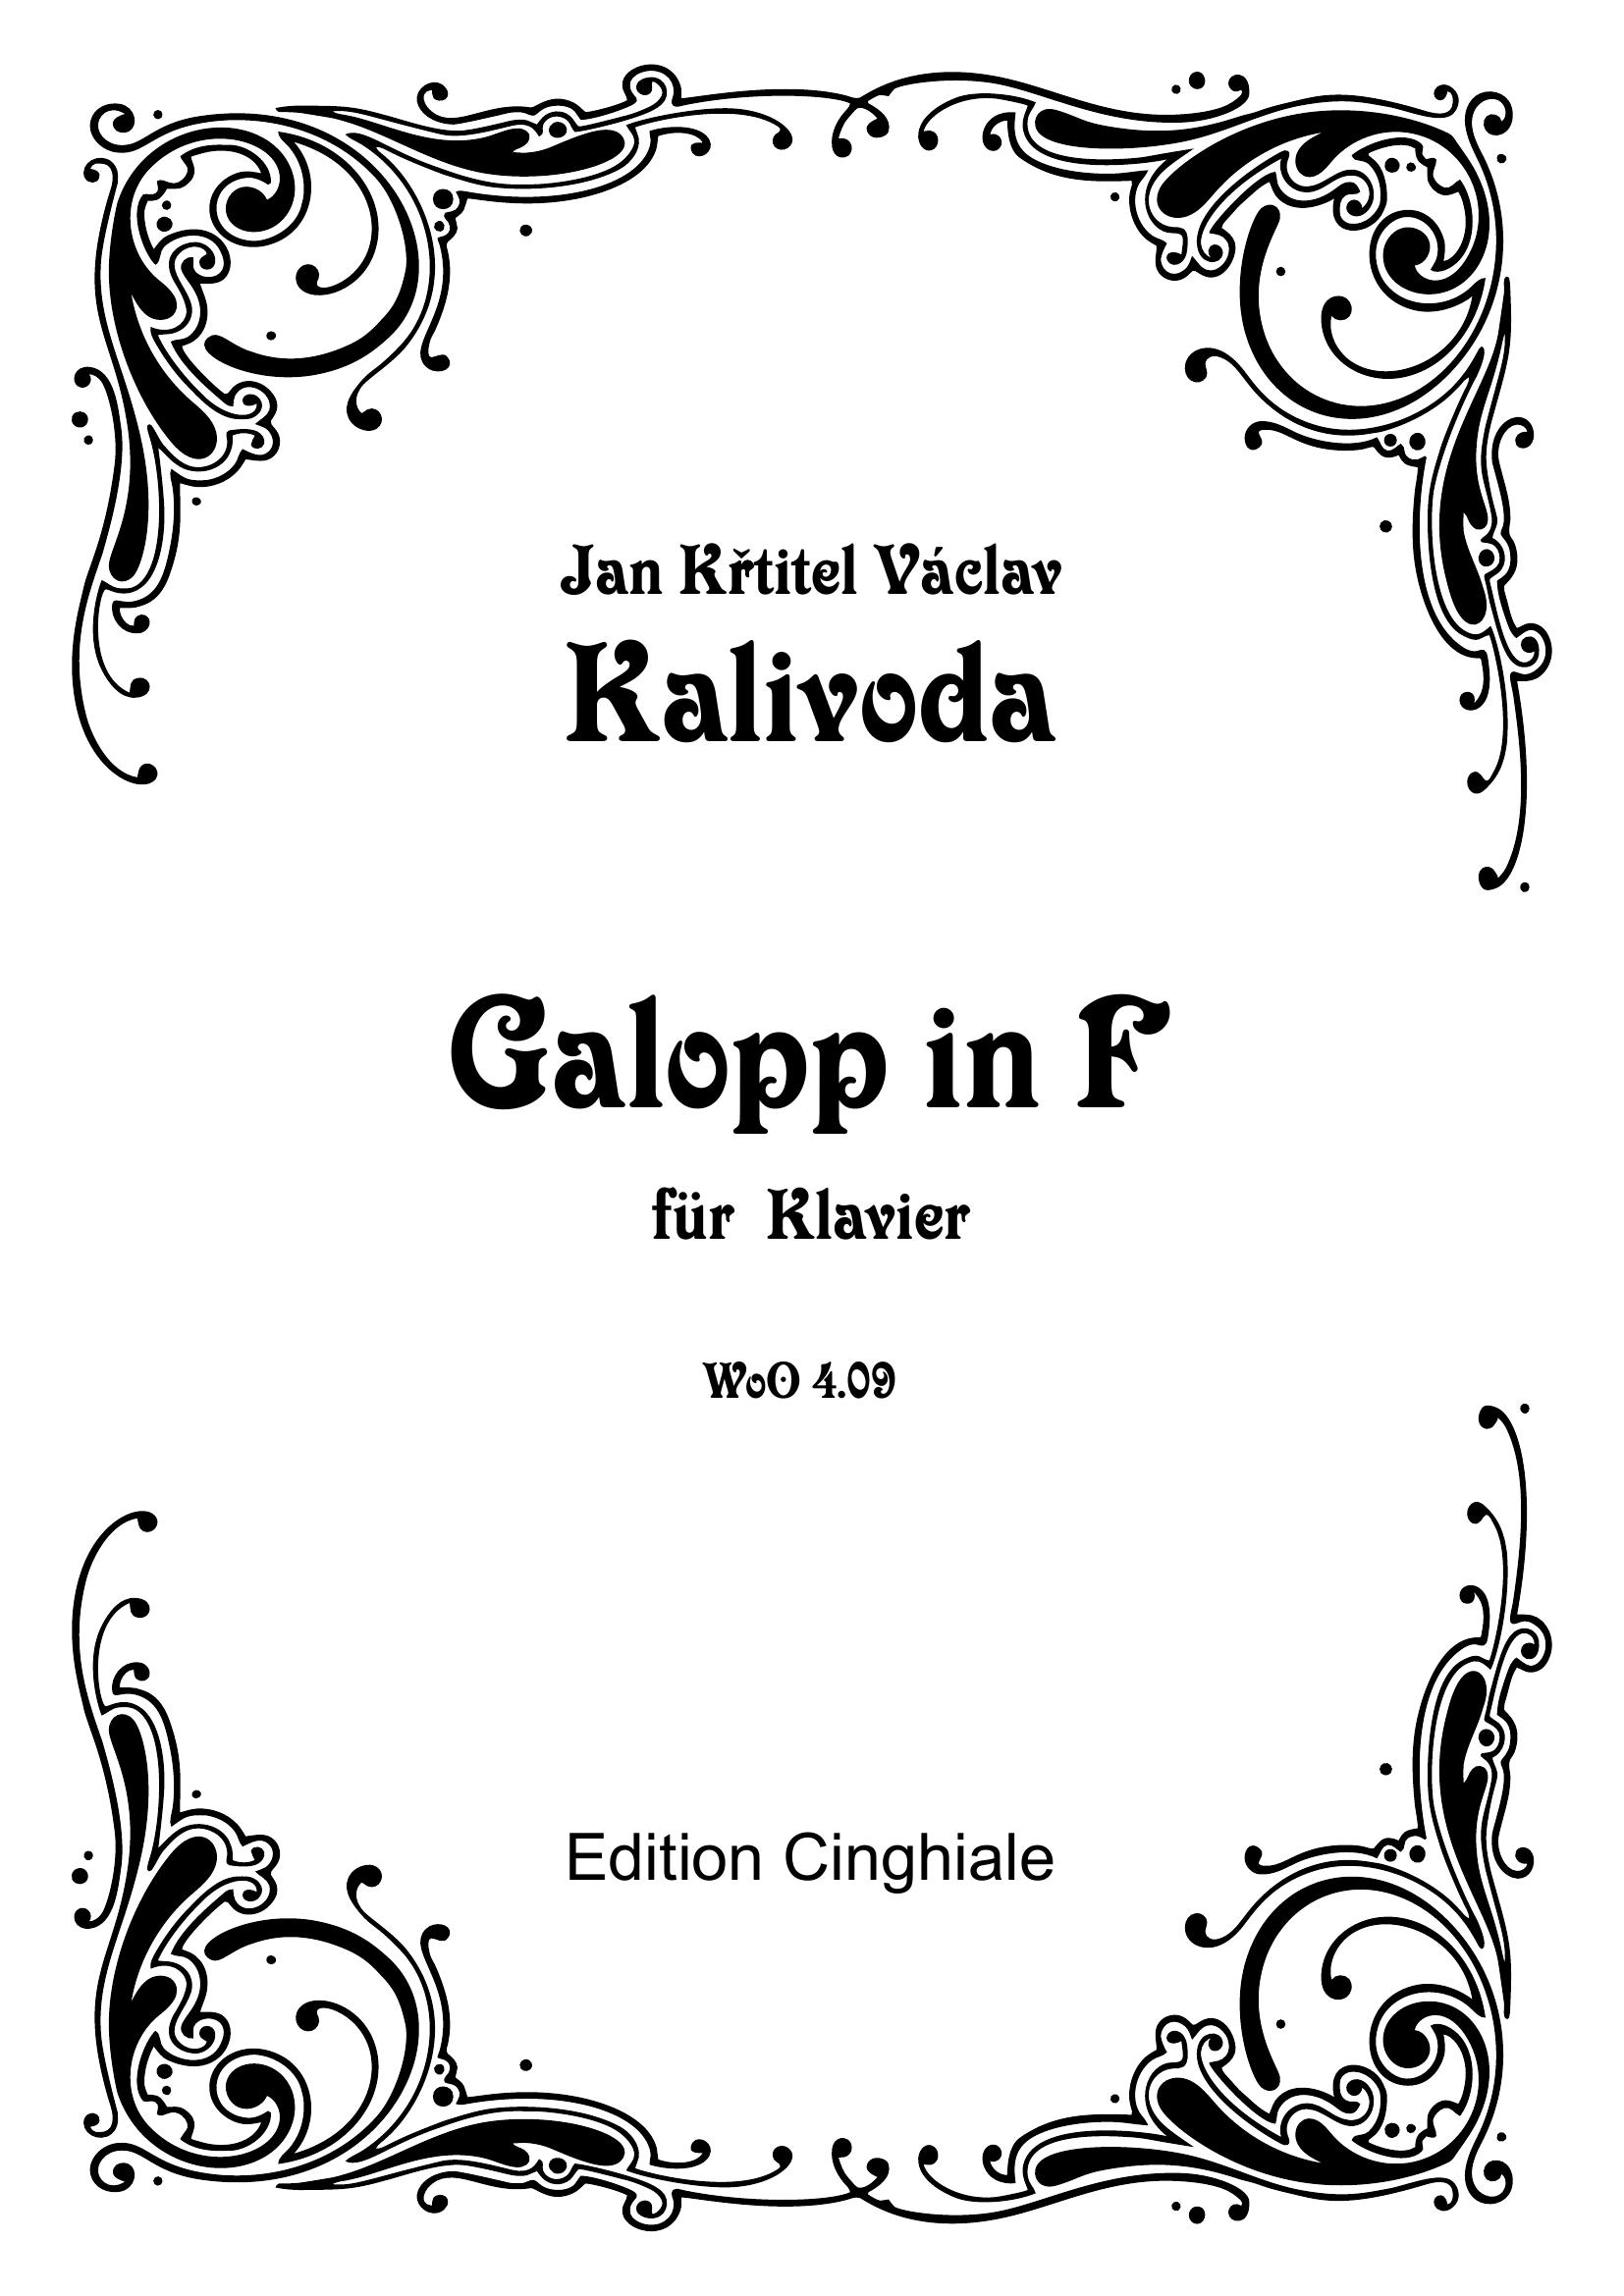 Jan Křtitel Václav
Kalivoda
Galopp in F
für Klavier
WoO 4.09
Edition Cinghiale